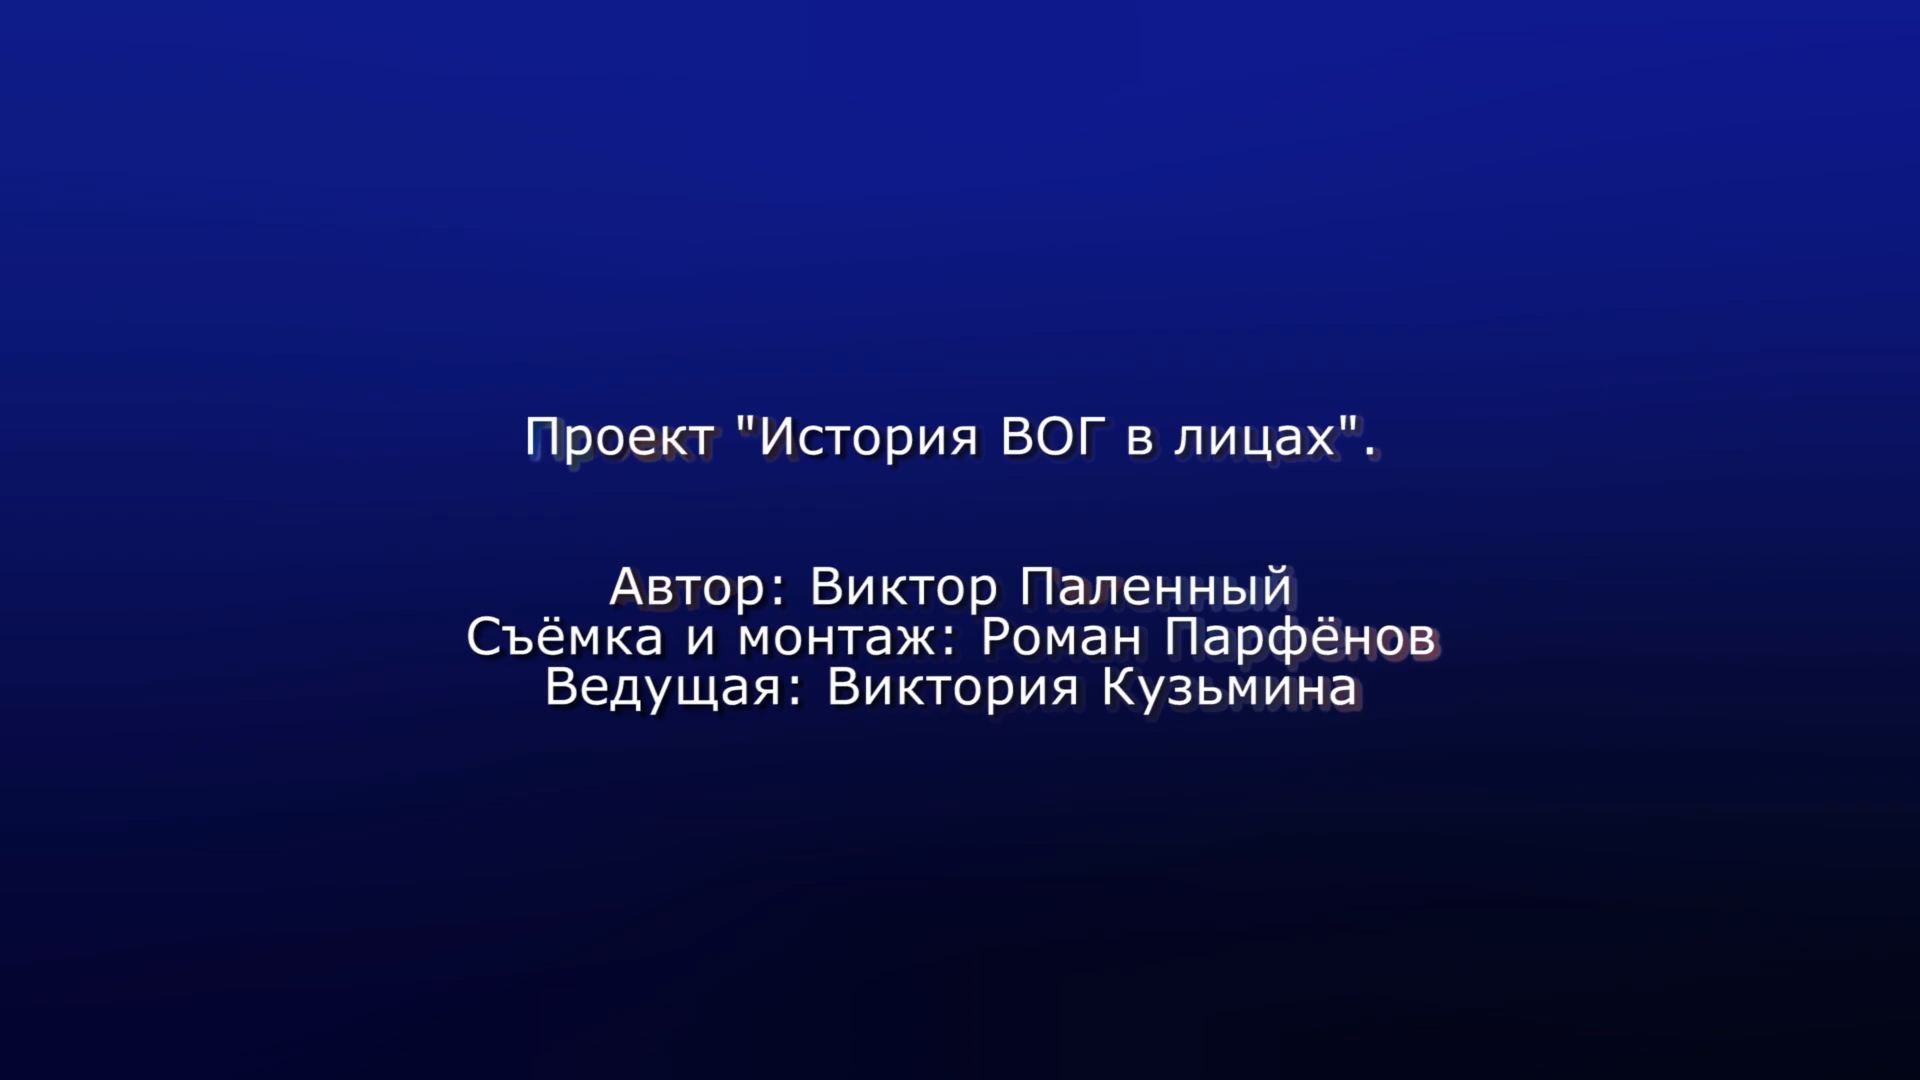 Проект "История ВОГ в лицах".
Автор: Виктор Паленный
Съёмка и монтаж: Роман Парфёнов
Ведущая: Виктория Кузьмина